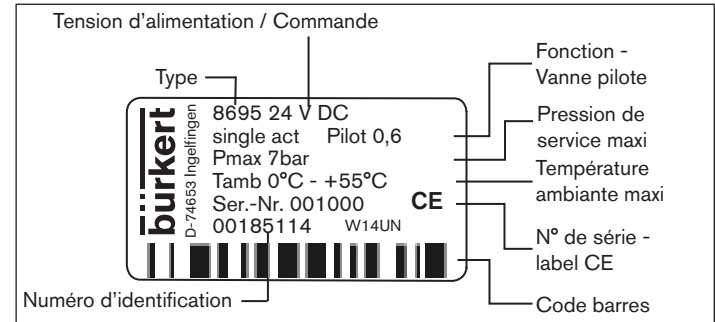 Tension d'alimentation / Commande
Type
Fonction -
Vanne pilote
bürkert
D-74653 Ingelfingen
8695 24 V DC
single act Pilot 0,6
Pmax 7bar
Tamb 0°C - +55°C
Ser.-Nr. 001000 CE
00185114 W14UN
Pression de
service maxi
Température
ambiante maxi
N° de série -
label CE
Numéro d'identification
Code barres